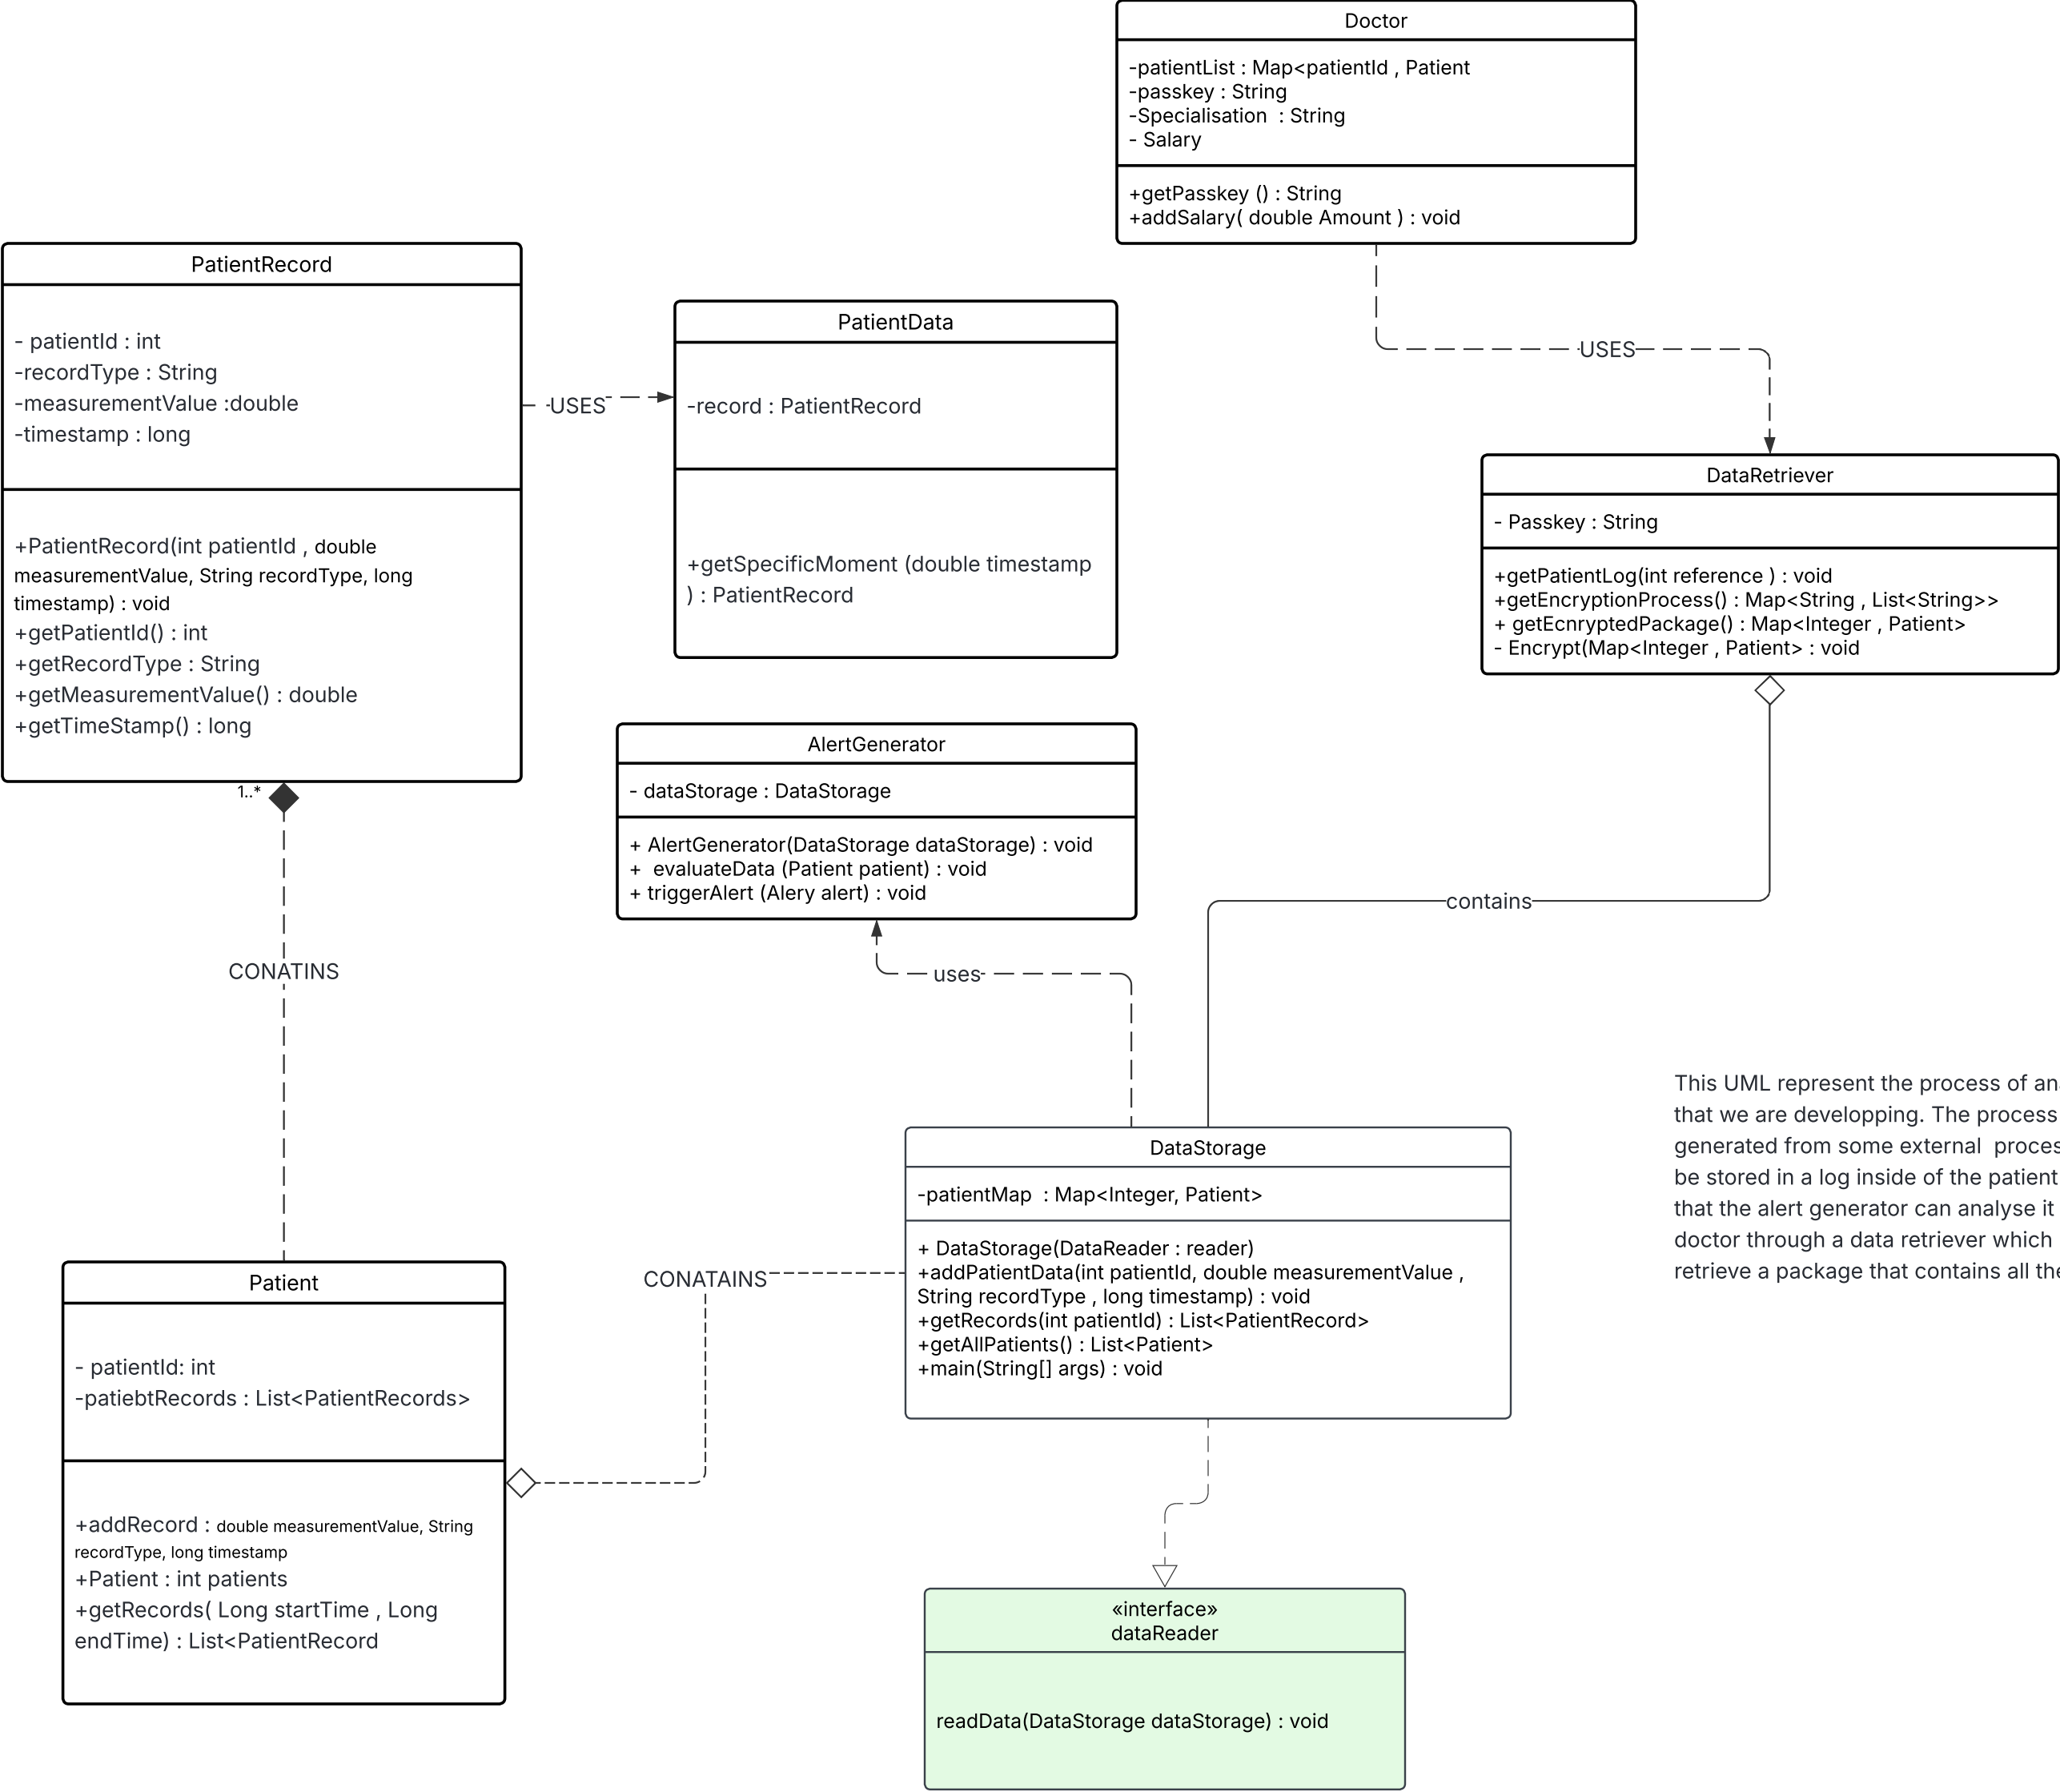 Doctor
-patientList : Map<patientId , Patient
-passkey : String
-Specialisation  : String
- Salary
+getPasskey () : String
+addSalary( double Amount ) : void
PatientRecord
- patientId : int
-recordType : String
-measurementValue :double
-timestamp : long
+PatientRecord(int patientId , double
measurementValue, String recordType, long
timestamp) : void
+getPatientId() : int
+getRecordType : String
+getMeasurementValue() : double
+getTimeStamp() : long
USES
PatientData
-record : PatientRecord
+getSpecificMoment (double timestamp
) : PatientRecord
USES
DataRetriever
- Passkey : String
+getPatientLog(int reference ) : void
+getEncryptionProcess() : Map<String , List<String>>
+ getEcnryptedPackage() : Map<Integer , Patient>
- Encrypt(Map<Integer , Patient> : void
AlertGenerator
- dataStorage : DataStorage
+ AlertGenerator(DataStorage dataStorage) : void
+  evaluateData (Patient patient) : void
+ triggerAlert (Alery alert) : void
1..*
contains
CONATINS
uses
This UML represent the process of
that we are developping. The process
generated from some external
be stored in a log inside of the patient
that the alert generator can analyse it
doctor through a data retriever which
retrieve a package that contains all
DataStorage
-patientMap  : Map<Integer, Patient>
+ DataStorage(DataReader : reader)
+addPatientData(int patientId, double measurementValue ,
String recordType , long timestamp) : void
+getRecords(int patientId) : List<PatientRecord>
+getAllPatients() : List<Patient>
+main(String[] args) : void
CONATAINS
Patient
- patientId: int
-patiebtRecords : List<PatientRecords>
+addRecord : double measurementValue, String
recordType, long timestamp
+Patient : int patients
+getRecords( Long startTime , Long
endTime) : List<PatientRecord
«interface»
dataReader
readData(DataStorage dataStorage) : void